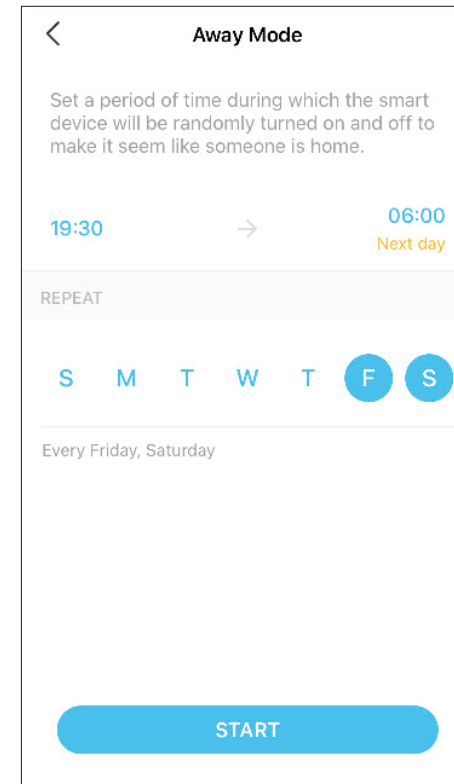 Away Mode
Set a period of time during which the smart
device will be randomly turned on and off to
make it seem like someone is home.
19:30 → 06:00
Next day
REPEAT
S M T W T F S
Every Friday, Saturday
START